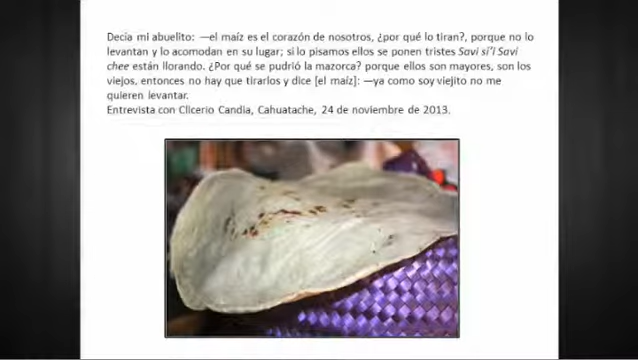 Decía mi abuelito: —el maíz es el corazón de nosotros, ¿por qué lo tiran?, porque no lo
levantan y lo acomodan en su lugar; si lo pisamos ellos se ponen tristes Savi si'i Savi
chee están llorando. ¿Por qué se pudrió la mazorca? porque ellos son mayores, son los
viejos, entonces no hay que tirarlos y dice [el maíz]: —ya como soy viejito no me
quieren levantar.
Entrevista con Clicerio Candia, Cahuatache, 24 de noviembre de 2013.